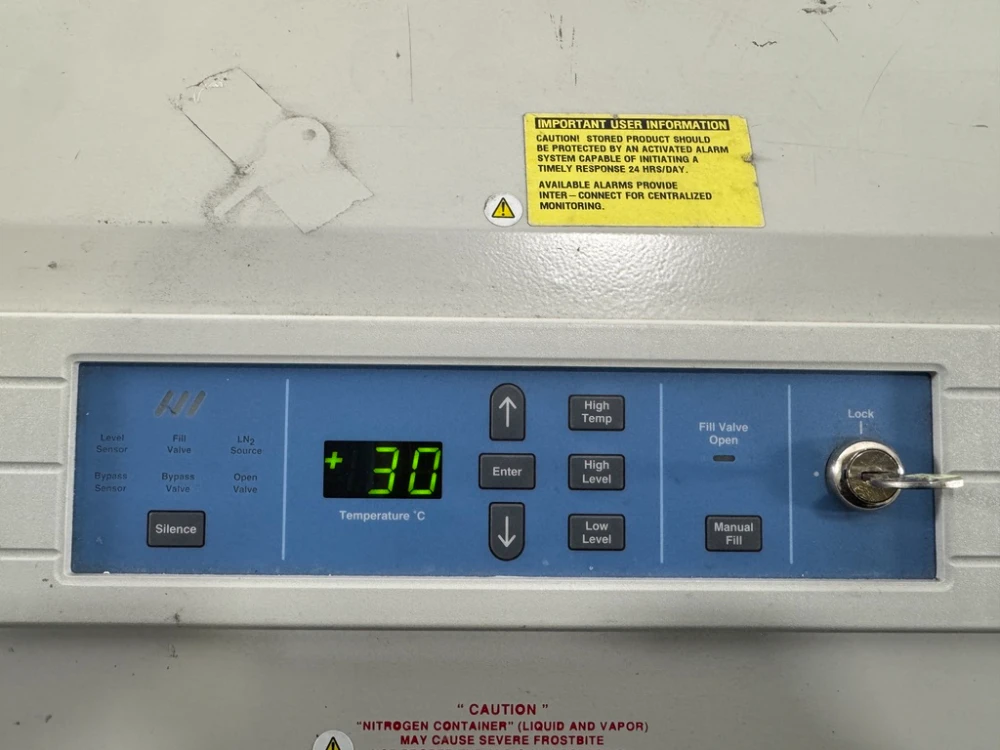 IMPORTANT USER INFORMATION
CAUTION! STORED PRODUCT SHOULD
BE PROTECTED BY AN ACTIVATED ALARM
SYSTEM CAPABLE OF INITIATING A
TIMELY RESPONSE 24 HRS/DAY.
AVAILABLE ALARMS PROVIDE
INTER-CONNECT FOR CENTRALIZED
MONITORING.
Level
Sensor
Fill
Valve
LN₂
Source
Bypass
Sensor
Bypass
Valve
Open
Valve
Silence
+ 30
Temperature °C
Enter
High
Temp
High
Level
Low
Level
Fill Valve
Open
Manual
Fill
Lock
" CAUTION "
"NITROGEN CONTAINER" (LIQUID AND VAPOR)
MAY CAUSE SEVERE FROSTBITE